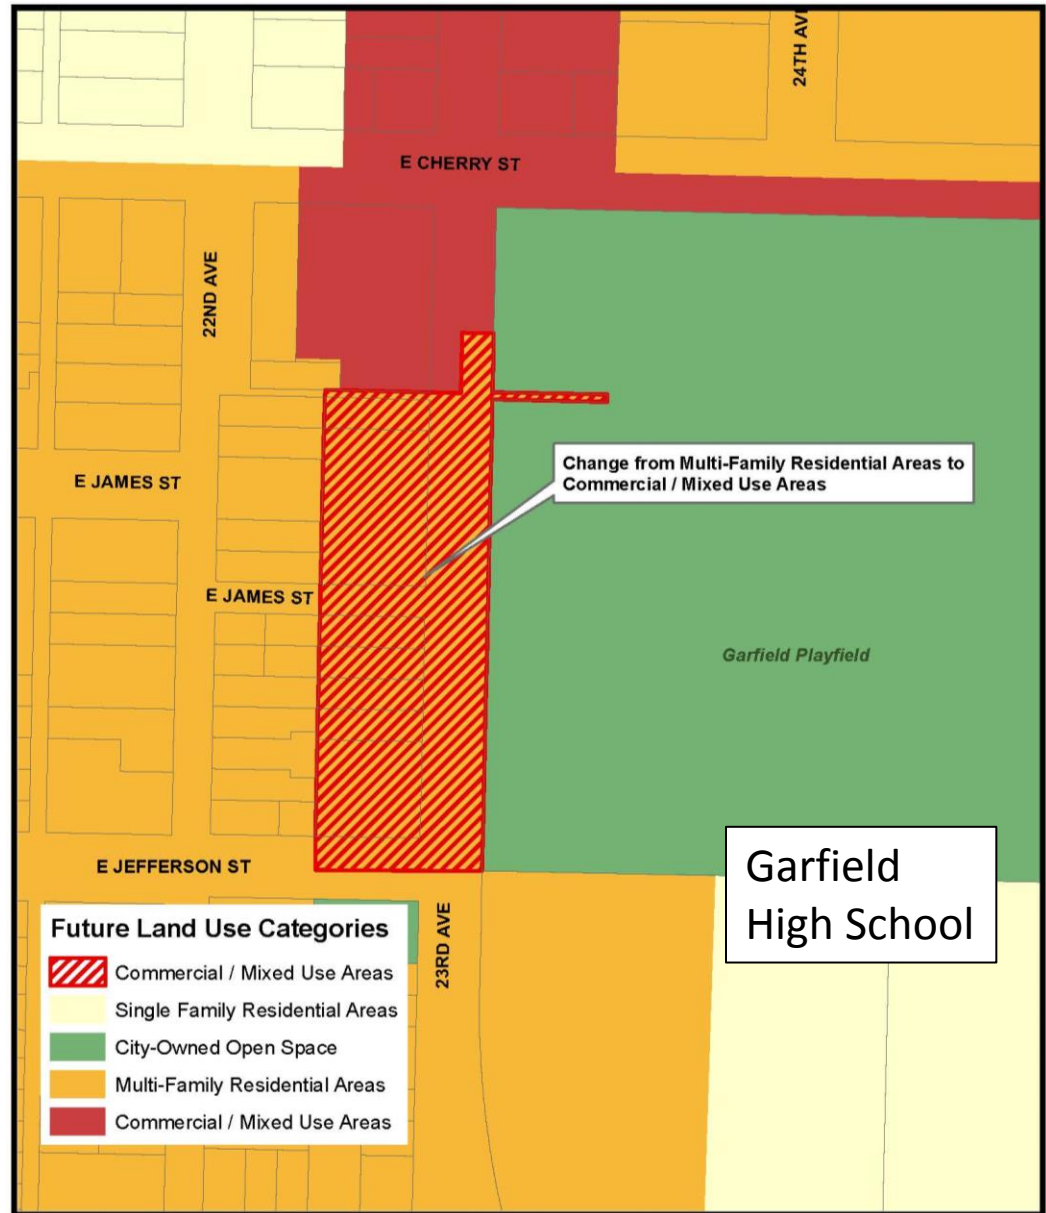 24TH AVE
E CHERRY ST
22ND AVE
Change from Multi-Family Residential Areas to
Commercial / Mixed Use Areas
E JAMES ST
E JAMES ST
Garfield Playfield
E JEFFERSON ST
Garfield
High School
23RD AVE
Future Land Use Categories
Commercial / Mixed Use Areas
Single Family Residential Areas
City-Owned Open Space
Multi-Family Residential Areas
Commercial / Mixed Use Areas